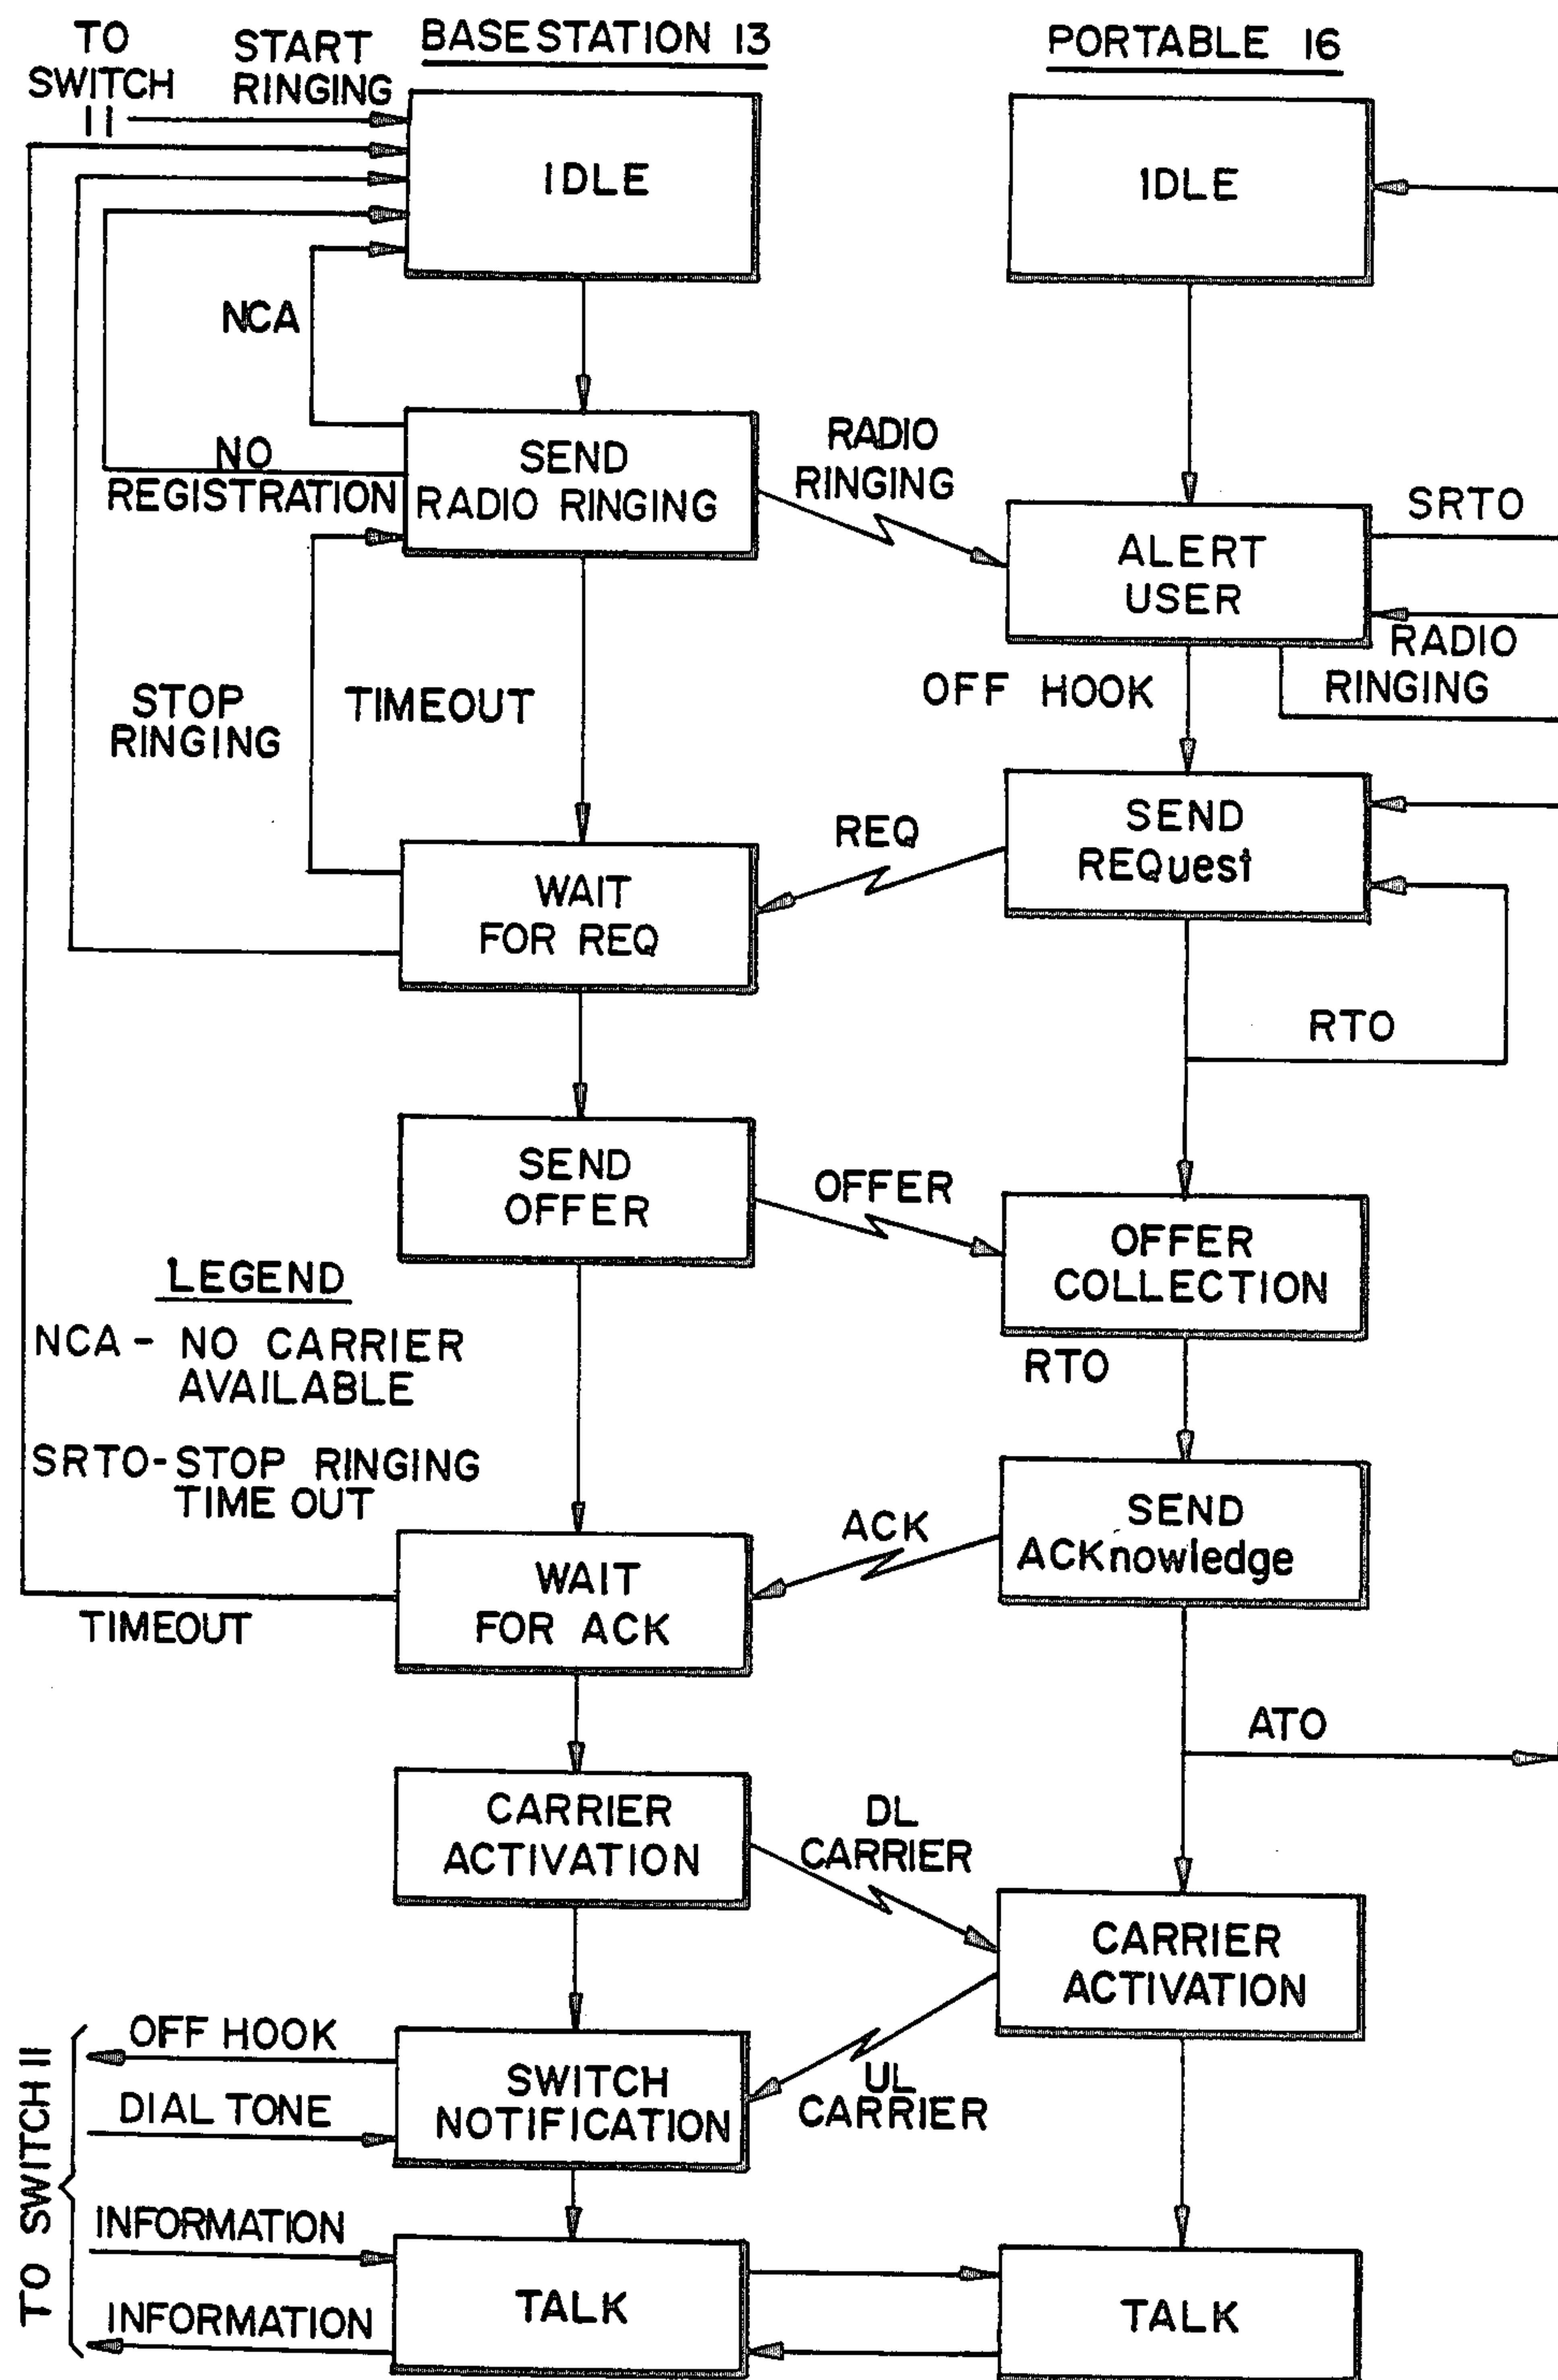 TO
SWITCH
11
START
RINGING
BASESTATION 13
PORTABLE 16
IDLE
IDLE
NCA
NO
REGISTRATION
SEND
RADIO RINGING
RADIO
RINGING
ALERT
USER
SRTO
RADIO
RINGING
STOP
RINGING
TIMEOUT
OFF HOOK
SEND
REQuest
REQ
WAIT
FOR REQ
RTO
SEND
OFFER
OFFER
OFFER
COLLECTION
LEGEND
NCA - NO CARRIER
AVAILABLE
SRTO-STOP RINGING
TIME OUT
RTO
SEND
ACKnowledge
ACK
WAIT
FOR ACK
TIMEOUT
ATO
CARRIER
ACTIVATION
DL
CARRIER
CARRIER
ACTIVATION
TO SWITCH 11
OFF HOOK
DIAL TONE
SWITCH
NOTIFICATION
UL
CARRIER
INFORMATION
INFORMATION
TALK
TALK